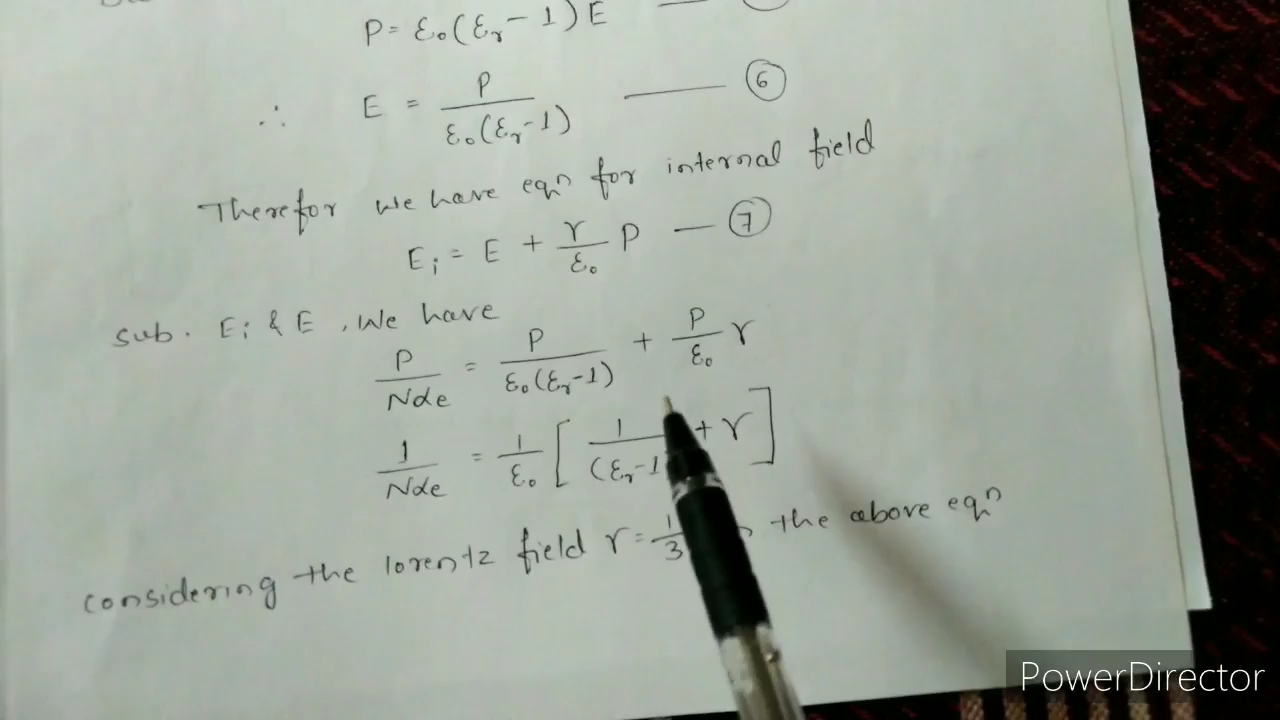 P = ε₀(εᵣ - 1) E —
∴ E = P / ε₀(εᵣ-1) — ⑥
Therefor we have eqⁿ for internal field
Eᵢ = E + γ/ε₀ P — ⑦
sub. Eᵢ & E , We have
P / Nαe = P / ε₀(εᵣ-1) + P/ε₀ γ
1 / Nαe = 1/ε₀ [ 1 / (εᵣ-1 + γ ]
considering the lorentz field γ = 1/3 the above eqⁿ
PowerDirector